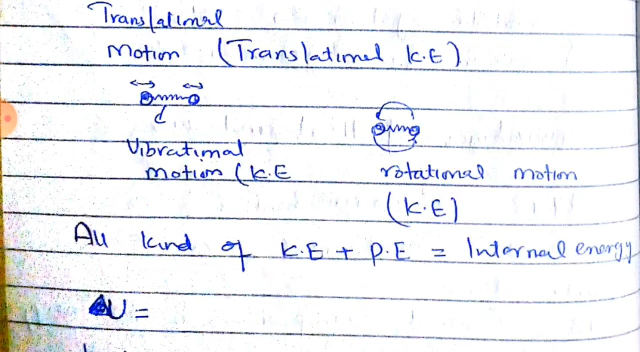 Translational
Motion (Translational K.E)
Vibrational
motion (K.E
rotational motion
(K.E)
All kind of K.E + P.E = Internal energy
ΔU =